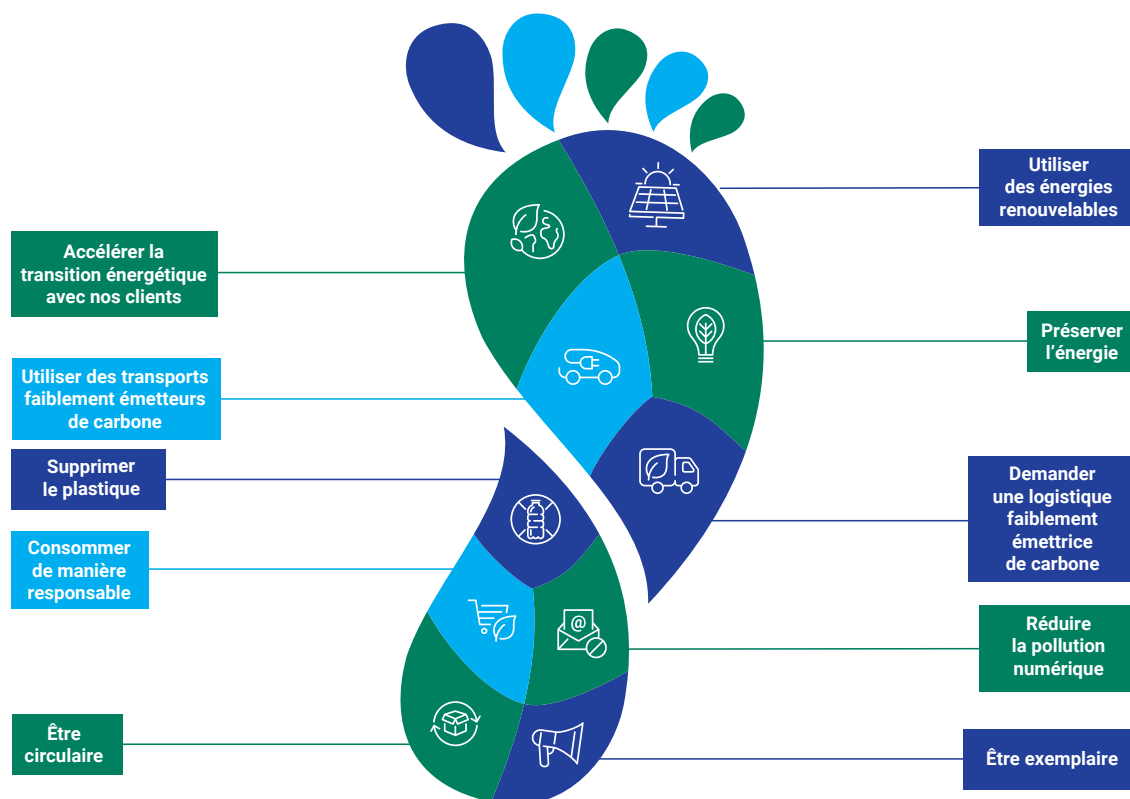 Utiliser
des énergies
renouvelables
Accélérer la
transition énergétique
avec nos clients
Préserver
l’énergie
Utiliser des transports
faiblement émetteurs
de carbone
Supprimer
le plastique
Demander
une logistique
faiblement
émettrice
de carbone
Consommer
de manière
responsable
@
Réduire
la pollution
numérique
Être
circulaire
Être exemplaire